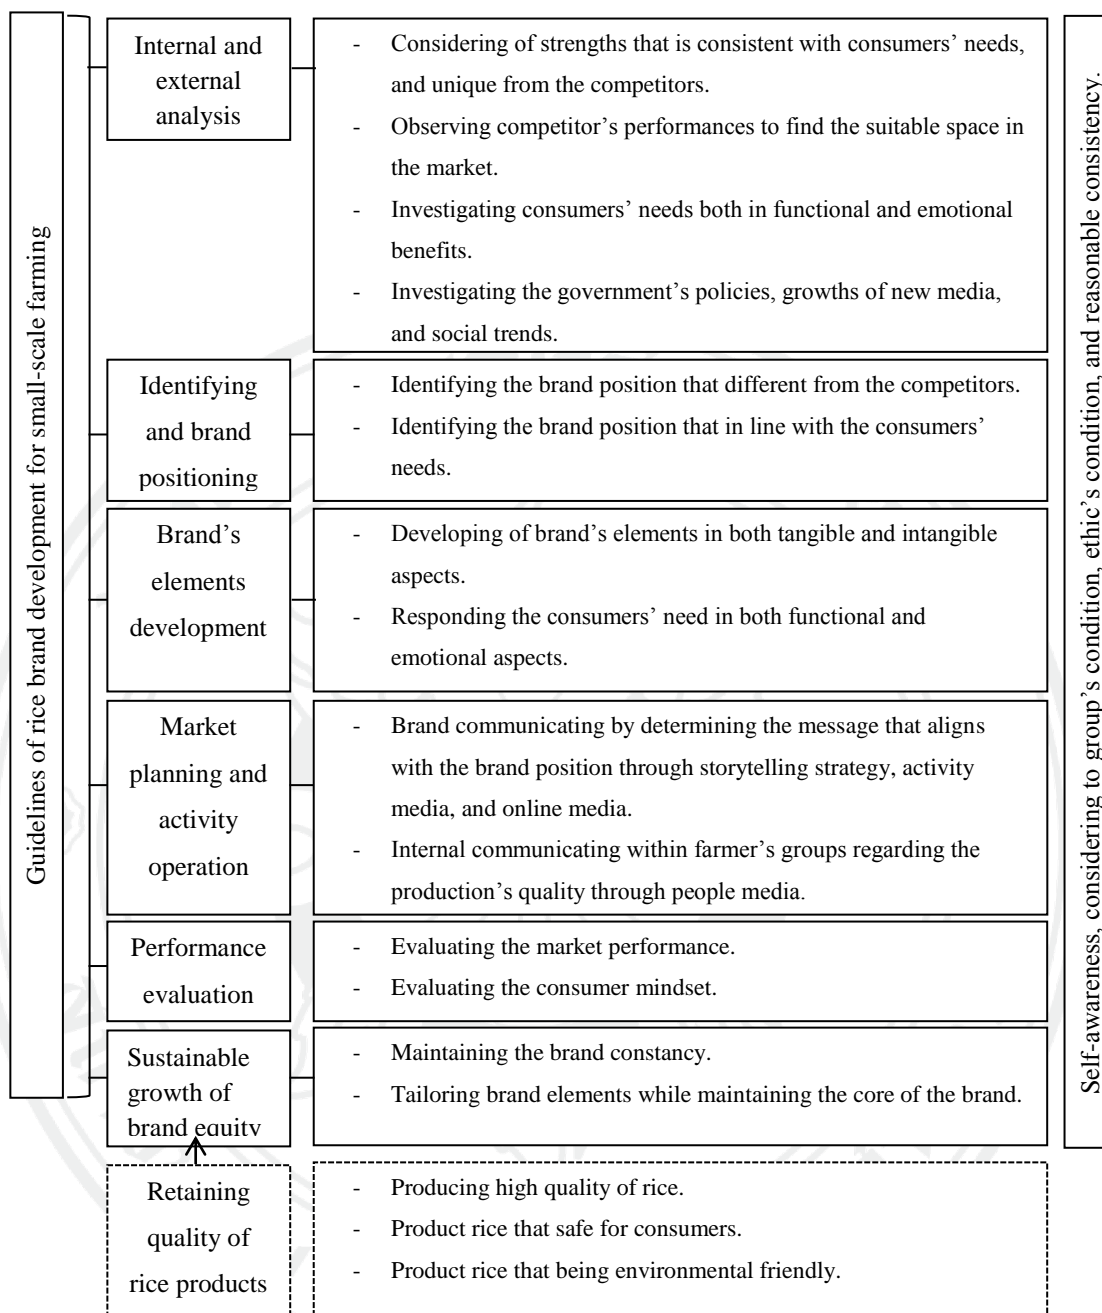 Guidelines of rice brand development for small-scale farming
Internal and
external
analysis
- Considering of strengths that is consistent with consumers’ needs,
and unique from the competitors.
- Observing competitor’s performances to find the suitable space in
the market.
- Investigating consumers’ needs both in functional and emotional
benefits.
- Investigating the government’s policies, growths of new media,
and social trends.
Identifying
and brand
positioning
- Identifying the brand position that different from the competitors.
- Identifying the brand position that in line with the consumers’
needs.
Brand’s
elements
development
- Developing of brand’s elements in both tangible and intangible
aspects.
- Responding the consumers’ need in both functional and
emotional aspects.
Market
planning and
activity
operation
- Brand communicating by determining the message that aligns
with the brand position through storytelling strategy, activity
media, and online media.
- Internal communicating within farmer’s groups regarding the
production’s quality through people media.
Performance
evaluation
- Evaluating the market performance.
- Evaluating the consumer mindset.
Sustainable
growth of
brand equity
- Maintaining the brand constancy.
- Tailoring brand elements while maintaining the core of the brand.
Retaining
quality of
rice products
- Producing high quality of rice.
- Product rice that safe for consumers.
- Product rice that being environmental friendly.
Self-awareness, considering to group’s condition, ethic’s condition, and reasonable consistency.